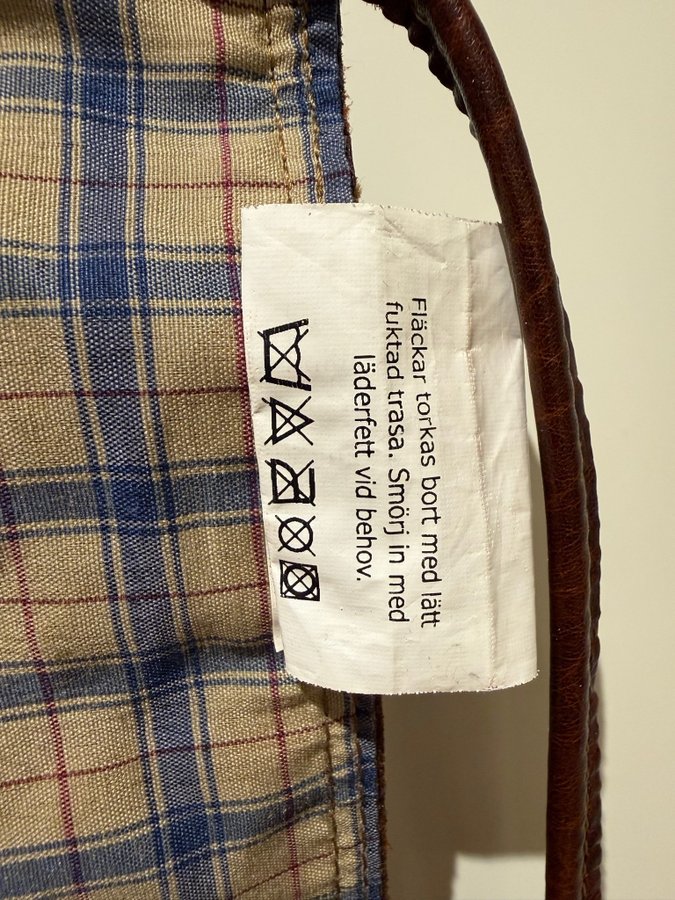 Fläckar torkas bort med lätt
fuktad trasa. Smörj in med
läderfett vid behov.